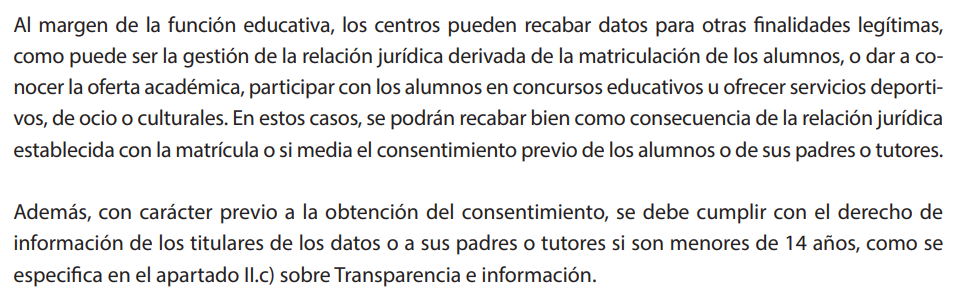 Al margen de la función educativa, los centros pueden recabar datos para otras finalidades legítimas,
como puede ser la gestión de la relación jurídica derivada de la matriculación de los alumnos, o dar a co-
nocer la oferta académica, participar con los alumnos en concursos educativos u ofrecer servicios deporti-
vos, de ocio o culturales. En estos casos, se podrán recabar bien como consecuencia de la relación jurídica
establecida con la matrícula o si media el consentimiento previo de los alumnos o de sus padres o tutores.
Además, con carácter previo a la obtención del consentimiento, se debe cumplir con el derecho de
información de los titulares de los datos o a sus padres o tutores si son menores de 14 años, como se
especifica en el apartado II.c) sobre Transparencia e información.